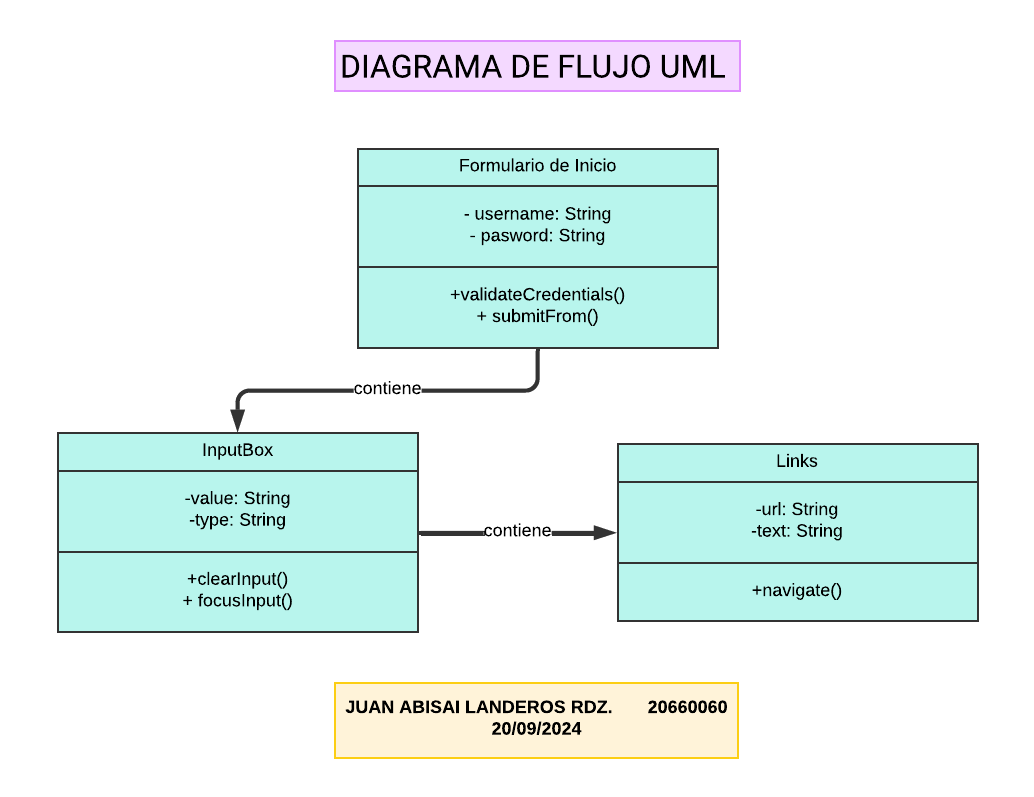 DIAGRAMA DE FLUJO UML
Formulario de Inicio
- username: String
- pasword: String
+validateCredentials()
+ submitFrom()
contiene
InputBox
-value: String
-type: String
+clearInput()
+ focusInput()
contiene
Links
-url: String
-text: String
+navigate()
JUAN ABISAI LANDEROS RDZ. 20660060
20/09/2024